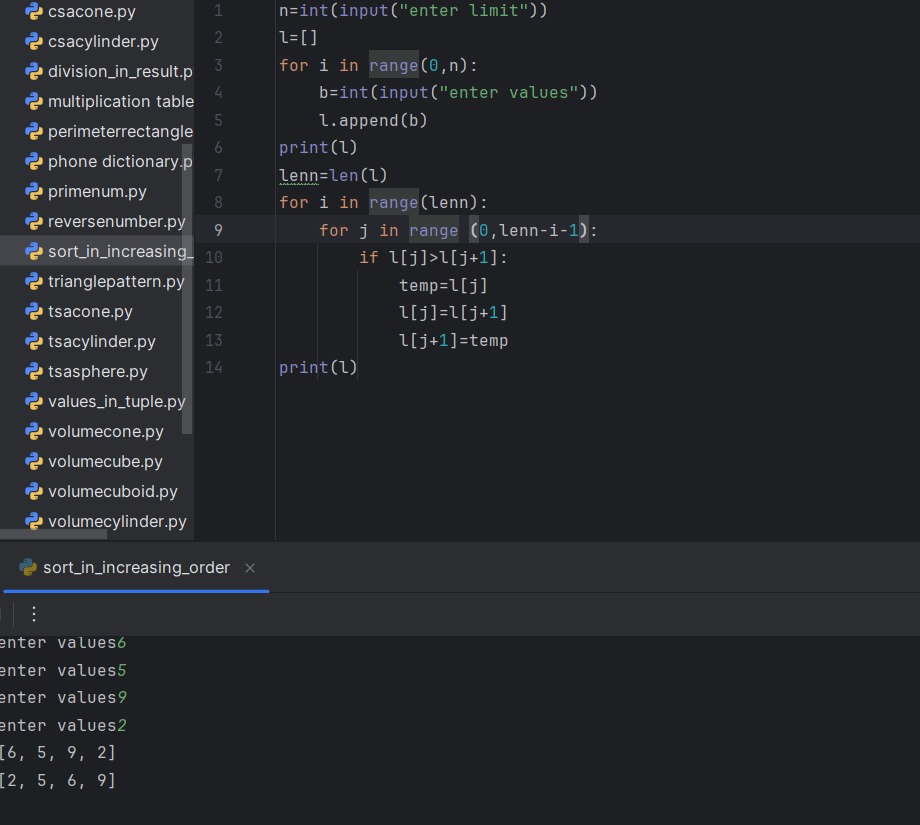 csacone.py
csacylinder.py
division_in_result.p
multiplication table
perimeterrectangle
phone dictionary.p
primenum.py
reversenumber.py
sort_in_increasing_
trianglepattern.py
tsacone.py
tsacylinder.py
tsasphere.py
values_in_tuple.py
volumecone.py
volumecube.py
volumecuboid.py
volumecylinder.py
1 n=int(input("enter limit"))
2 l=[]
3 for i in range(0,n):
4     b=int(input("enter values"))
5     l.append(b)
6 print(l)
7 lenn=len(l)
8 for i in range(lenn):
9     for j in range (0,lenn-i-1):
10         if l[j]>l[j+1]:
11             temp=l[j]
12             l[j]=l[j+1]
13             l[j+1]=temp
14 print(l)
sort_in_increasing_order
enter values6
enter values5
enter values9
enter values2
[6, 5, 9, 2]
[2, 5, 6, 9]